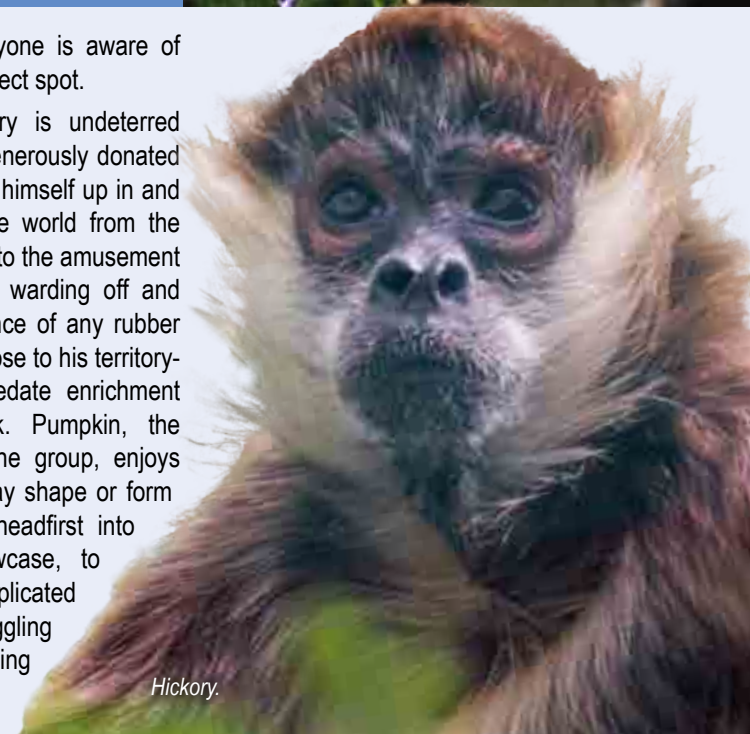 yone is aware of
ect spot.
ry is undeterred
enerously donated
himself up in and
e world from the
to the amusement
warding off and
nce of any rubber
ose to his territory-
edate enrichment
k. Pumpkin, the
he group, enjoys
ny shape or form
headfirst into
wcase, to
plicated
ggling
ing
Hickory.